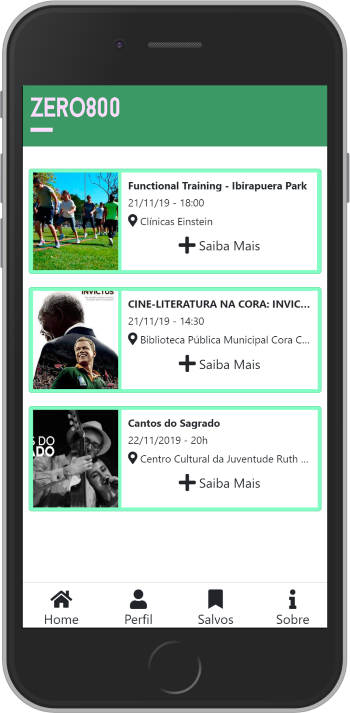 ZERO800
Functional Training - Ibirapuera Park
21/11/19 - 18:00
Clínicas Einstein
Saiba Mais
INVICTUS
CINE-LITERATURA NA CORA: INVIC...
21/11/19 - 14:30
Biblioteca Pública Municipal Cora C...
Saiba Mais
S DO
ADO
Cantos do Sagrado
22/11/2019 - 20h
Centro Cultural da Juventude Ruth ...
Saiba Mais
Home Perfil Salvos Sobre